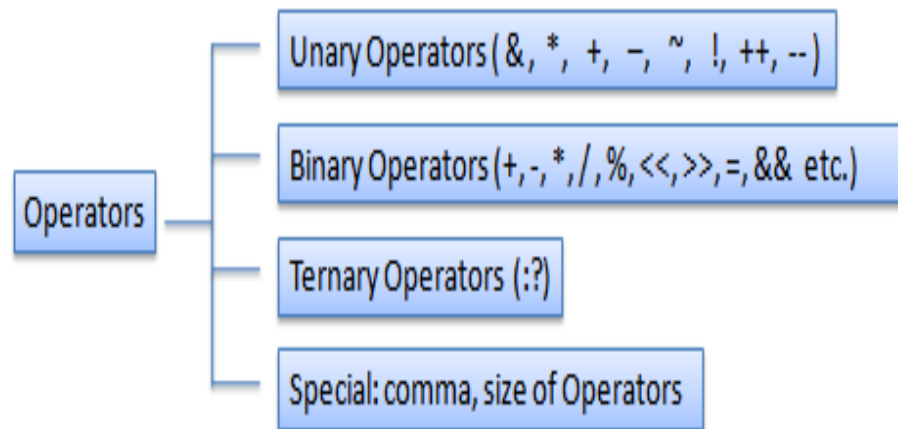 Operators
Unary Operators ( &, *, +, –, ~, !, ++, -- )
Binary Operators (+, -, *, /, %, <<, >>, =, && etc.)
Ternary Operators (:?)
Special: comma, size of Operators